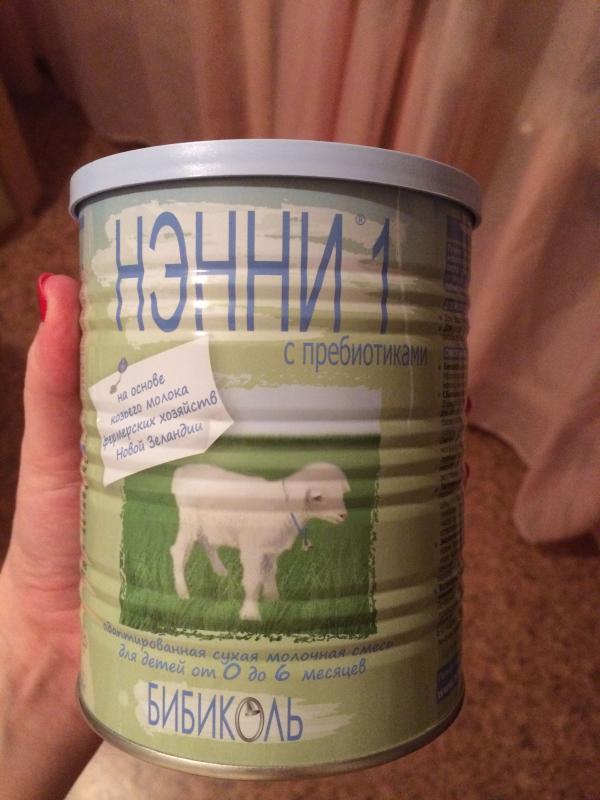 НЭННИ® 1
с пребиотиками
на основе
козьего молока
фермерских хозяйств
Новой Зеландии
адаптированная сухая молочная смесь
для детей от 0 до 6 месяцев
БИБИКОЛЬ